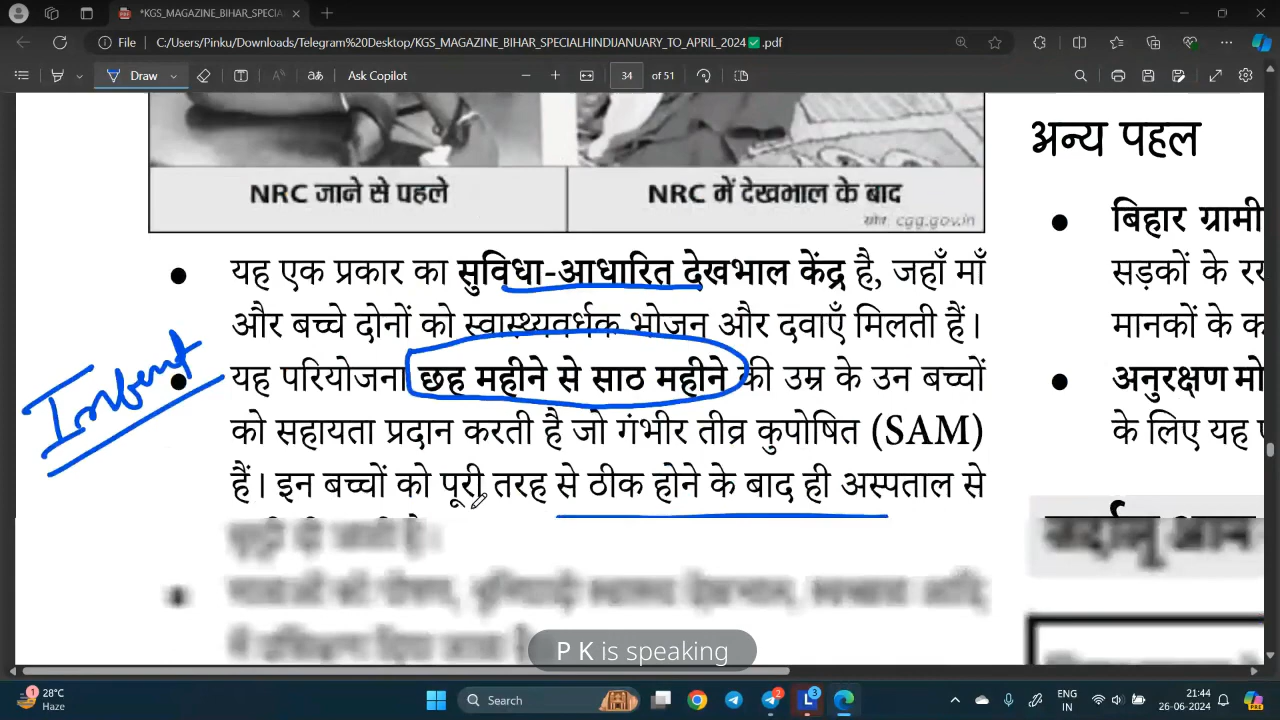 *KGS_MAGAZINE_BIHAR_SPECIA
File C:/Users/Pinku/Downloads/Telegram%20Desktop/KGS_MAGAZINE_BIHAR_SPECIALHINDIJANUARY_TO_APRIL_2024✅.pdf
Draw Ask Copilot 34 of 51
NRC जाने से पहले NRC में देखभाल के बाद
स्रोत: cgg.gov.in
यह एक प्रकार का सुविधा-आधारित देखभाल केंद्र है, जहाँ माँ
और बच्चे दोनों को स्वास्थ्यवर्धक भोजन और दवाएँ मिलती हैं।
यह परियोजना छह महीने से साठ महीने की उम्र के उन बच्चों
को सहायता प्रदान करती है जो गंभीर तीव्र कुपोषित (SAM)
हैं। इन बच्चों को पूरी तरह से ठीक होने के बाद ही अस्पताल से
अन्य पहल
बिहार ग्रामी
सड़कों के रख
मानकों के क
अनुरक्षण मो
के लिए यह
P K is speaking
28°C
Haze
Search
ENG
IN
21:44
26-06-2024